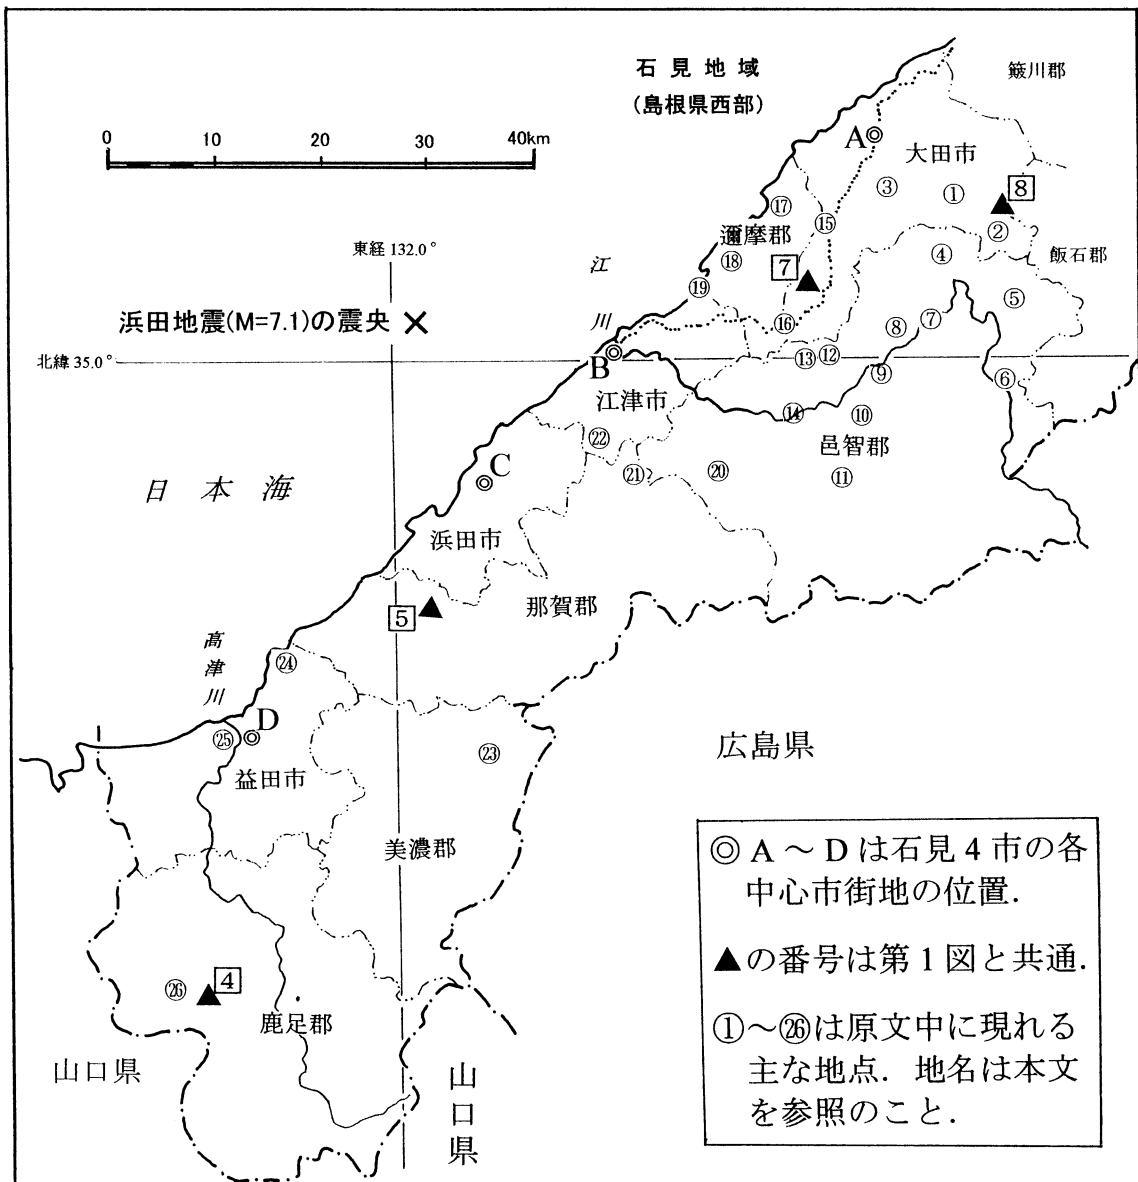 石見地域
(島根県西部)
簸川郡
0 10 20 30 40km
A
大田市
③
①
8
⑰
⑮
②
東経 132.0°
邇摩郡
飯石郡
江川
⑱
7
④
⑲
⑤
浜田地震(M=7.1)の震央
⑯
⑧
⑦
北緯 35.0°
B
⑬
⑫
⑨
⑥
江津市
⑭
⑩
㉒
邑智郡
C
㉑
⑳
⑪
日本海
浜田市
那賀郡
5
高津川
㉔
D
㉕
㉓
広島県
益田市
美濃郡
4
㉖
鹿足郡
山口県
山口県
◎ A～Dは石見4市の各
中心市街地の位置.
▲の番号は第1図と共通.
①～㉖は原文中に現れる
主な地点. 地名は本文
を参照のこと.